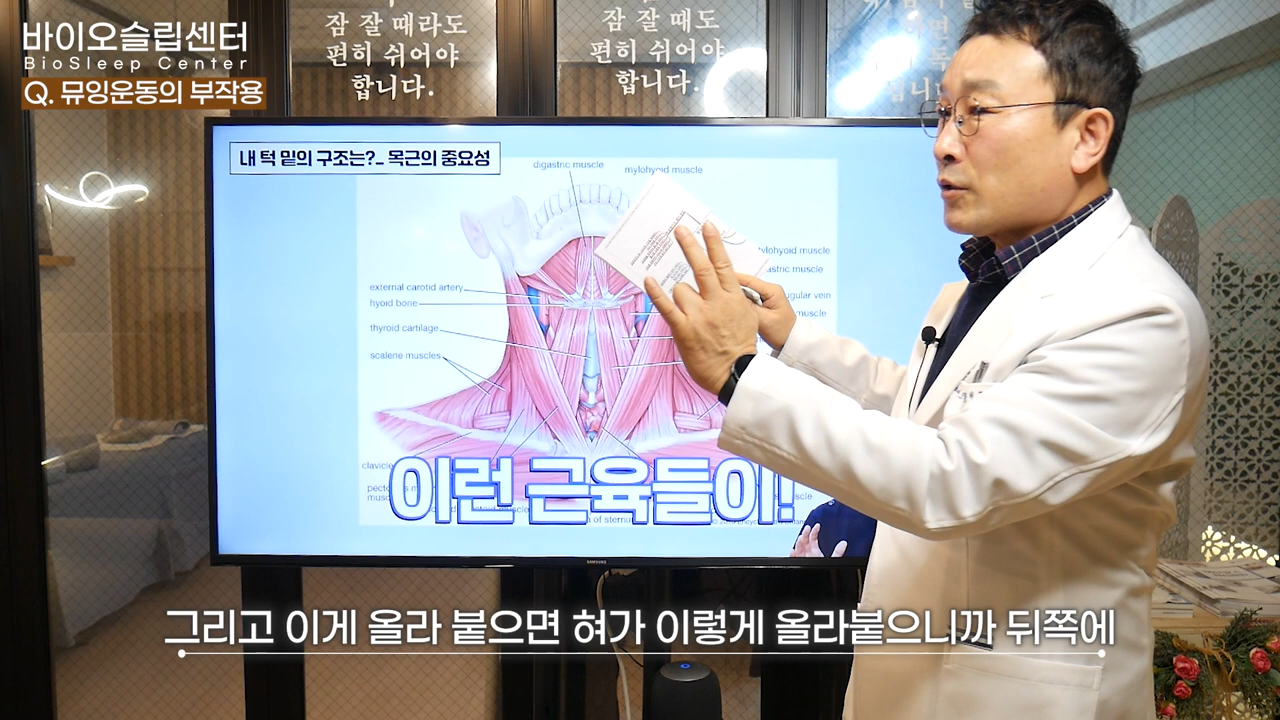 바이오슬립센터
BioSleep Center
Q. 뮤잉운동의 부작용
잠 잘 때라도
편히 쉬어야
합니다.
잠 잘 때도
편히 쉬어야
합니다.
내 턱 밑의 구조는?_ 목근의 중요성
digastric muscle
mylohyoid muscle
stylohyoid muscle
external carotid artery
hyoid bone
thyroid cartilage
scalene muscles
clavicle
이런 근육들이!
SAMSUNG
그리고 이게 올라 붙으면 혀가 이렇게 올라붙으니까 뒤쪽에